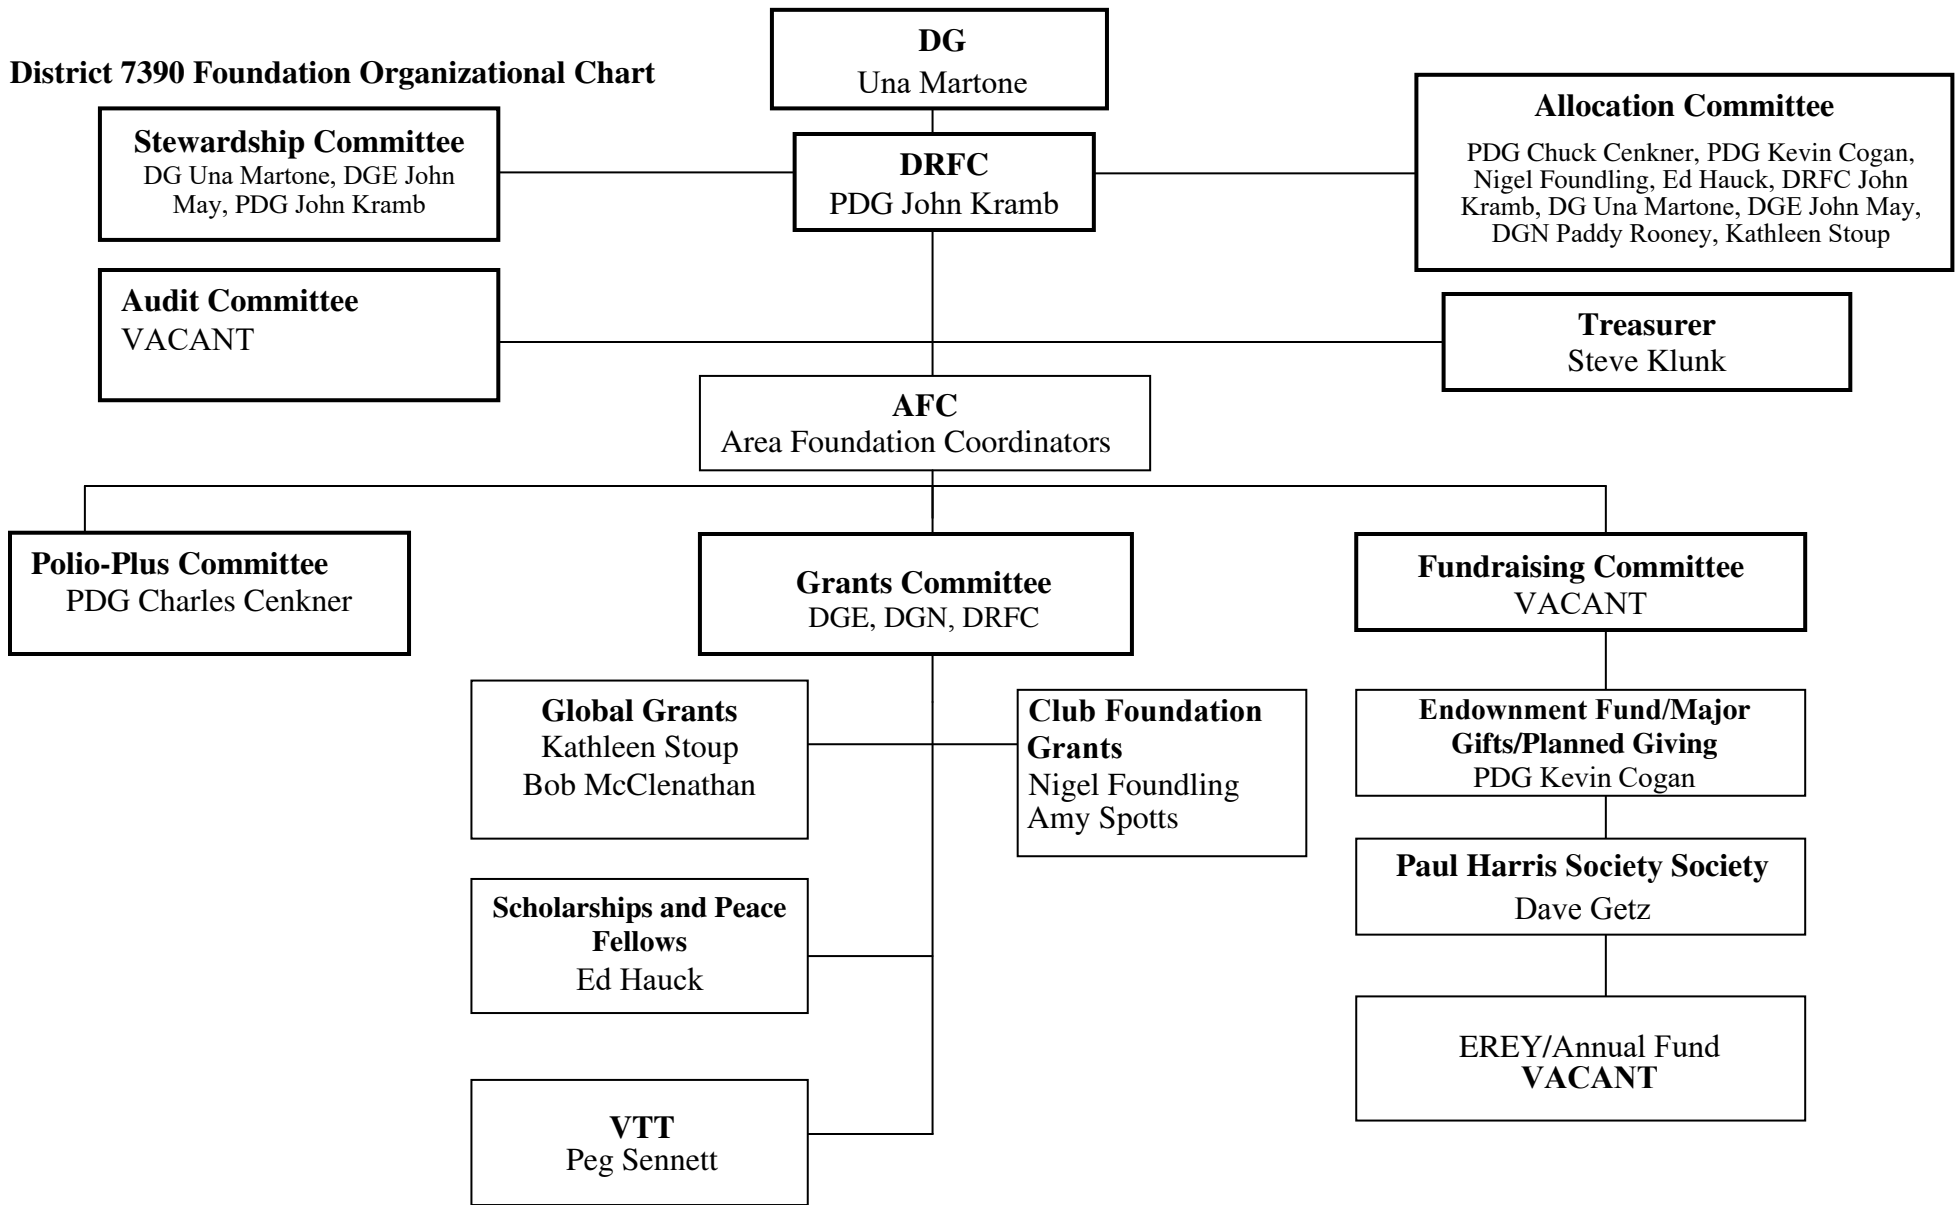 DG
Una Martone
District 7390 Foundation Organizational Chart
Stewardship Committee
DG Una Martone, DGE John
May, PDG John Kramb
DRFC
PDG John Kramb
Allocation Committee
PDG Chuck Cenkner, PDG Kevin Cogan,
Nigel Foundling, Ed Hauck, DRFC John
Kramb, DG Una Martone, DGE John May,
DGN Paddy Rooney, Kathleen Stoup
Audit Committee
VACANT
Treasurer
Steve Klunk
AFC
Area Foundation Coordinators
Polio-Plus Committee
PDG Charles Cenkner
Grants Committee
DGE, DGN, DRFC
Fundraising Committee
VACANT
Global Grants
Kathleen Stoup
Bob McClenathan
Club Foundation
Grants
Nigel Foundling
Amy Spotts
Endownment Fund/Major
Gifts/Planned Giving
PDG Kevin Cogan
Scholarships and Peace
Fellows
Ed Hauck
Paul Harris Society Society
Dave Getz
VTT
Peg Sennett
EREY/Annual Fund
VACANT